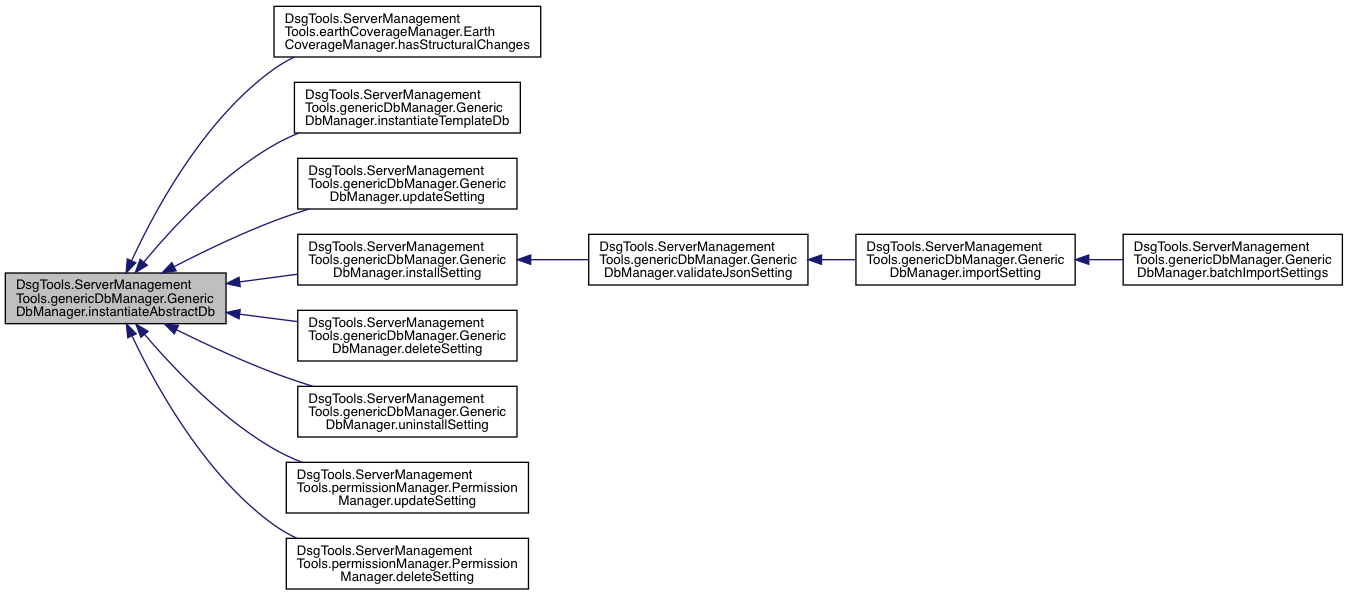 DsgTools.ServerManagement
Tools.earthCoverageManager.Earth
CoverageManager.hasStructuralChanges
DsgTools.ServerManagement
Tools.genericDbManager.Generic
DbManager.instantiateTemplateDb
DsgTools.ServerManagement
Tools.genericDbManager.Generic
DbManager.updateSetting
DsgTools.ServerManagement
Tools.genericDbManager.Generic
DbManager.installSetting
DsgTools.ServerManagement
Tools.genericDbManager.Generic
DbManager.validateJsonSetting
DsgTools.ServerManagement
Tools.genericDbManager.Generic
DbManager.importSetting
DsgTools.ServerManagement
Tools.genericDbManager.Generic
DbManager.batchImportSettings
DsgTools.ServerManagement
Tools.genericDbManager.Generic
DbManager.instantiateAbstractDb
DsgTools.ServerManagement
Tools.genericDbManager.Generic
DbManager.deleteSetting
DsgTools.ServerManagement
Tools.genericDbManager.Generic
DbManager.uninstallSetting
DsgTools.ServerManagement
Tools.permissionManager.Permission
Manager.updateSetting
DsgTools.ServerManagement
Tools.permissionManager.Permission
Manager.deleteSetting